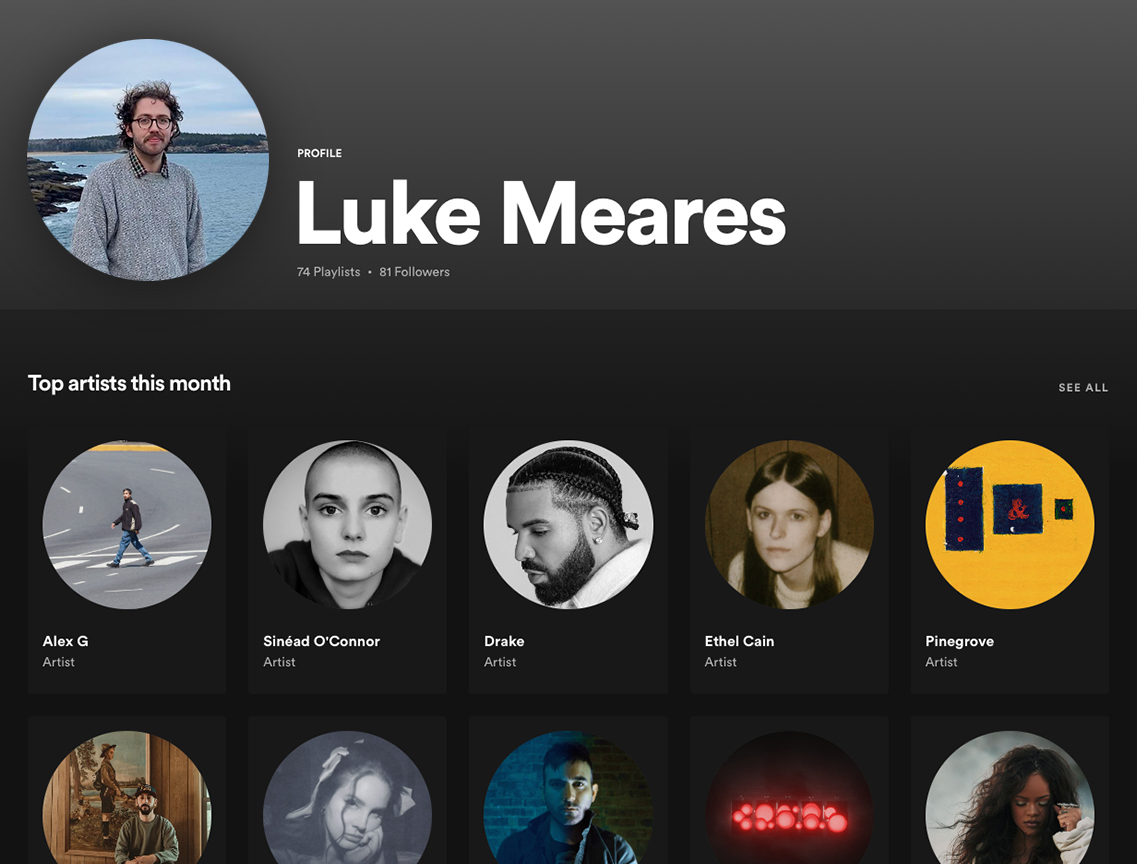 PROFILE
Luke Meares
74 Playlists • 81 Followers
Top artists this month
SEE ALL
Alex G
Artist
Sinéad O'Connor
Artist
Drake
Artist
Ethel Cain
Artist
Pinegrove
Artist
&